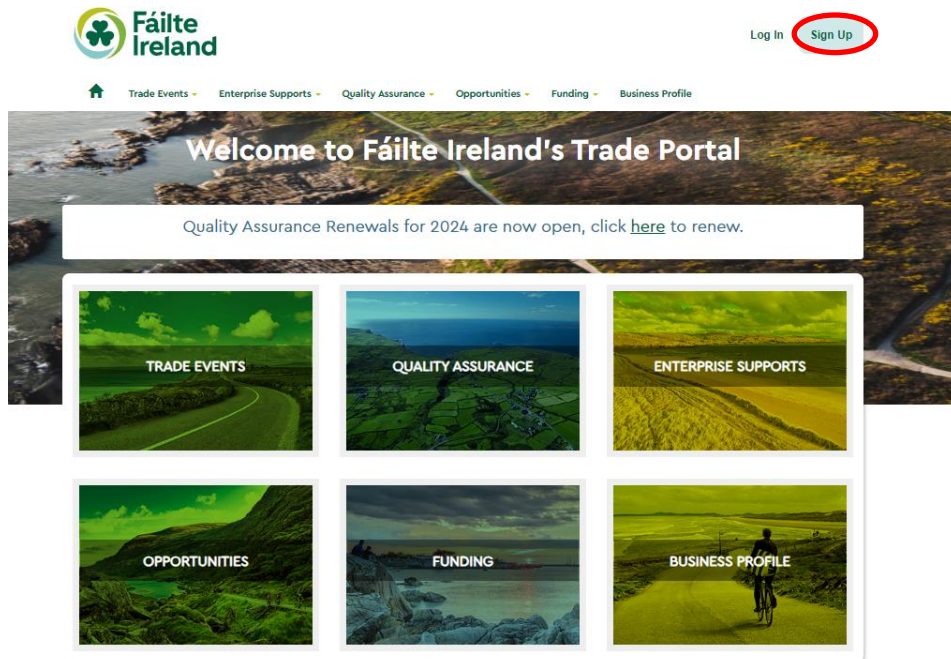 Fáilte
Ireland
Log In Sign Up
Trade Events Enterprise Supports Quality Assurance Opportunities Funding Business Profile
Welcome to Fáilte Ireland's Trade Portal
Quality Assurance Renewals for 2024 are now open, click here to renew.
TRADE EVENTS QUALITY ASSURANCE ENTERPRISE SUPPORTS
OPPORTUNITIES FUNDING BUSINESS PROFILE